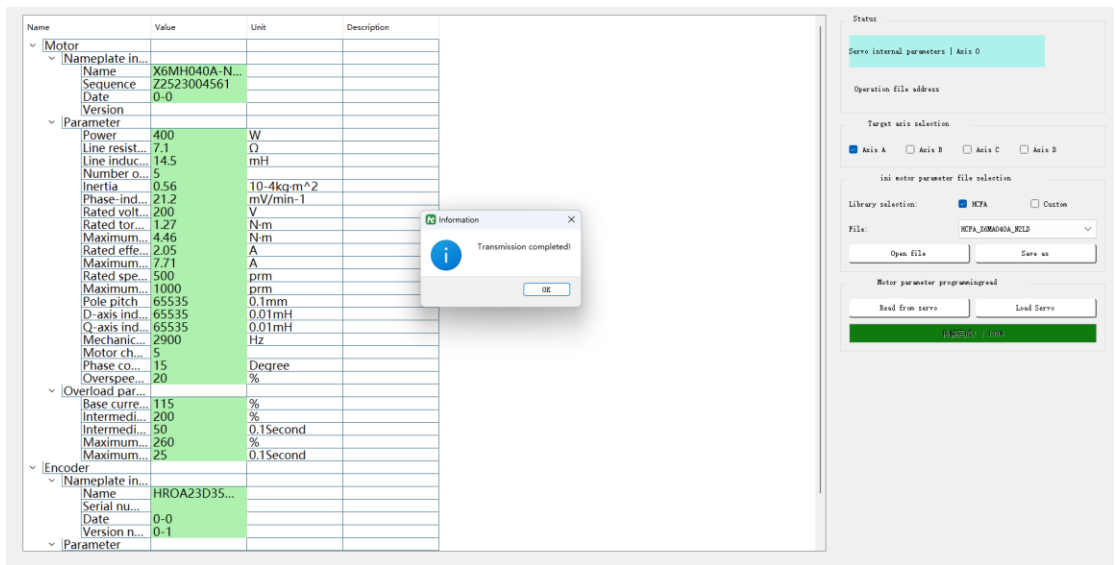 Name Value Unit Description
Motor
Nameplate in...
Name X6MH040A-N...
Sequence Z2523004561
Date 0-0
Version
Parameter
Power 400 W
Line resist... 7.1 Ω
Line induc... 14.5 mH
Number o... 5
Inertia 0.56 10-4kg·m^2
Phase-ind... 21.2 mV/min-1
Rated volt... 200 V
Rated tor... 1.27 N·m
Maximum... 4.46 N·m
Rated effe... 2.05 A
Maximum... 7.71 A
Rated spe... 500 prm
Maximum... 1000 prm
Pole pitch 65535 0.1mm
D-axis ind... 65535 0.01mH
Q-axis ind... 65535 0.01mH
Mechanic... 2900 Hz
Motor ch... 5
Phase co... 15 Degree
Overspee... 20 %
Overload par...
Base curre... 115 %
Intermedi... 200 %
Intermedi... 50 0.1Second
Maximum... 260 %
Maximum... 25 0.1Second
Encoder
Nameplate in...
Name HROA23D35...
Serial nu...
Date 0-0
Version n... 0-1
Parameter
Information
Transmission completed!
OK
Status
Servo internal parameters | Axis 0
Operation file address
Target axis selection
Axis A Axis B Axis C Axis D
ini motor parameter file selection
Library selection: HCFA Custom
File: HCFA_X6MA040A_N2LD
Open file Save as
Motor parameter programmingread
Read from servo Load Servo
| 100%